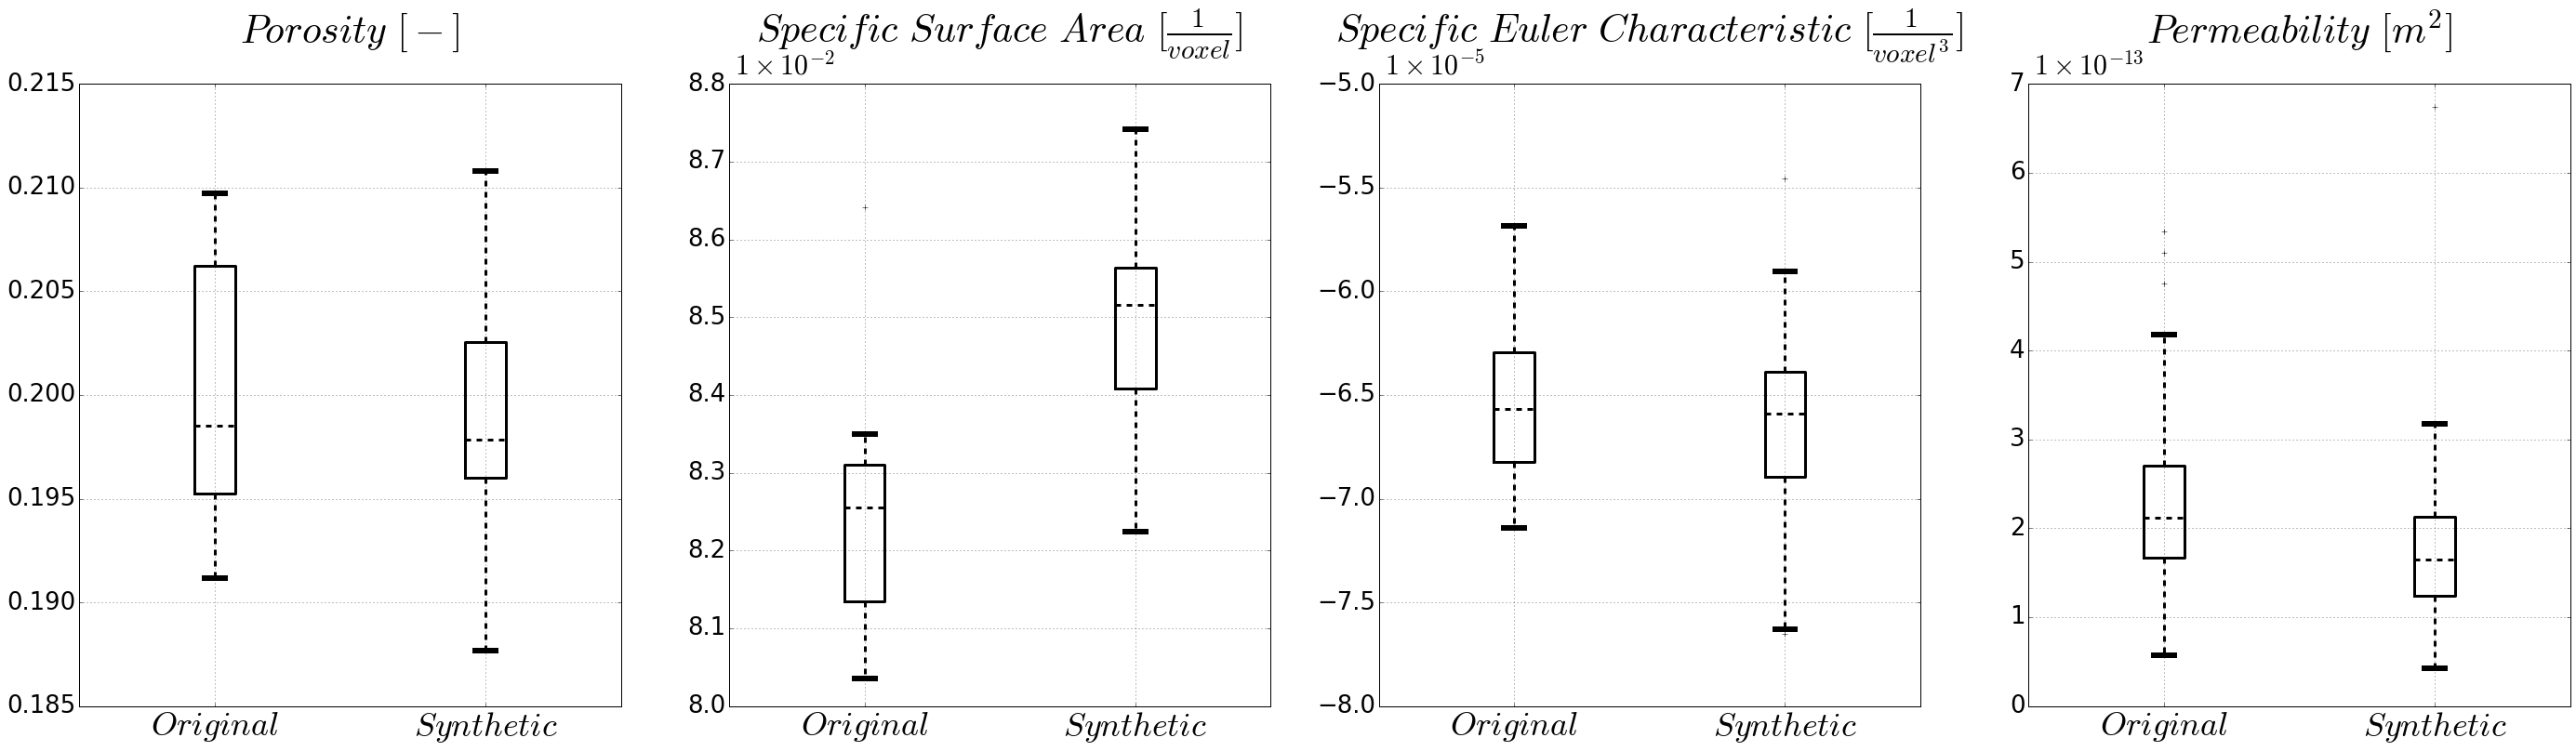 Porosity [−]
0.215
0.210
0.205
0.200
0.195
0.190
0.185
Original Synthetic
Specific Surface Area [1/voxel]
1 × 10⁻²
8.8
8.7
8.6
8.5
8.4
8.3
8.2
8.1
8.0
Original Synthetic
Specific Euler Characteristic [1/voxel³]
1 × 10⁻⁵
−5.0
−5.5
−6.0
−6.5
−7.0
−7.5
−8.0
Original Synthetic
Permeability [m²]
1 × 10⁻¹³
7
6
5
4
3
2
1
0
Original Synthetic